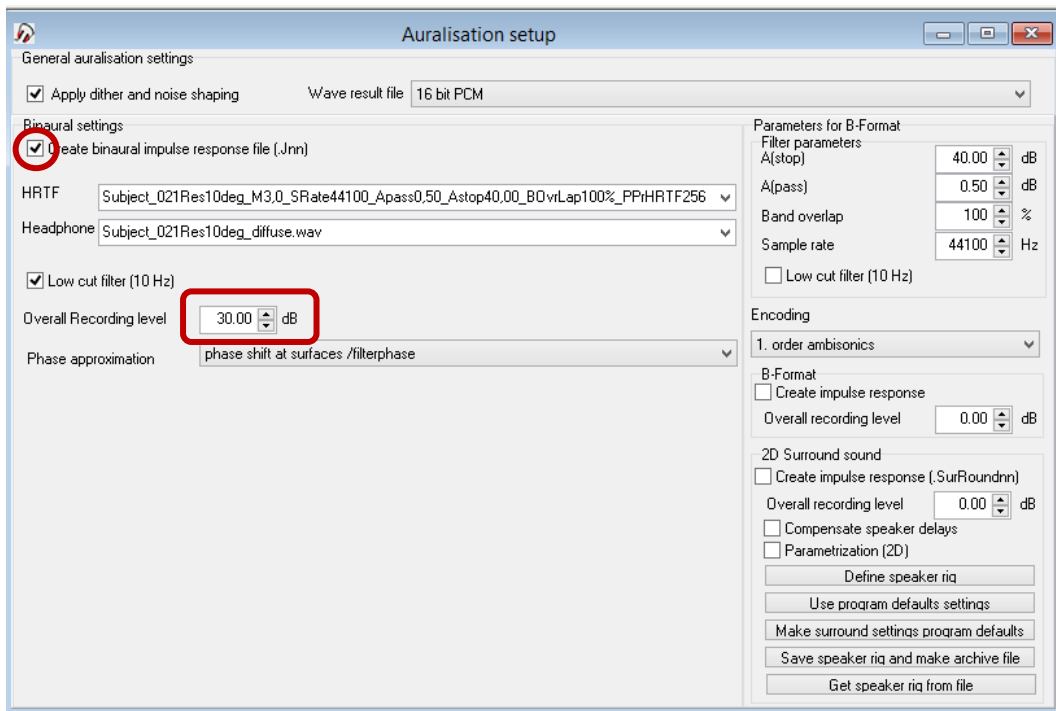 Auralisation setup
General auralisation settings
Apply dither and noise shaping
Wave result file 16 bit PCM
Binaural settings
Create binaural impulse response file (.Jnn)
HRTF Subject_021Res10deg_M3,0_SRate44100_Apass0,50_Astop40,00_BOvrLap100%_PPrHRTF256
Headphone Subject_021Res10deg_diffuse.wav
Low cut filter (10 Hz)
Overall Recording level 30.00 dB
Phase approximation phase shift at surfaces /filterphase
Parameters for B-Format
Filter parameters
A(stop) 40.00 dB
A(pass) 0.50 dB
Band overlap 100 %
Sample rate 44100 Hz
Low cut filter (10 Hz)
Encoding
1. order ambisonics
B-Format
Create impulse response
Overall recording level 0.00 dB
2D Surround sound
Create impulse response (.SurRoundnn)
Overall recording level 0.00 dB
Compensate speaker delays
Parametrization (2D)
Define speaker rig
Use program defaults settings
Make surround settings program defaults
Save speaker rig and make archive file
Get speaker rig from file